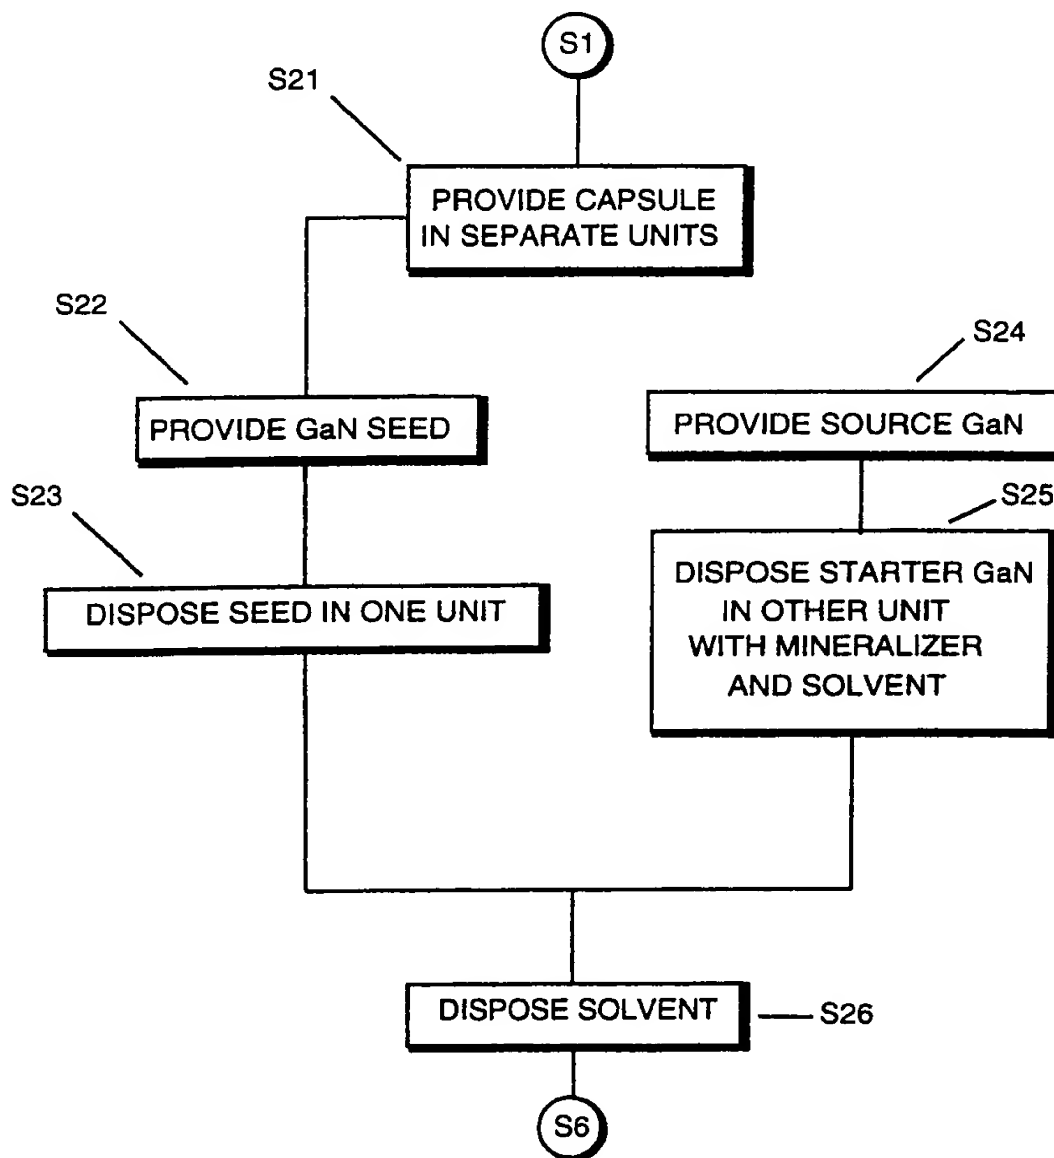 S1
S21
PROVIDE CAPSULE
IN SEPARATE UNITS
S22
S24
PROVIDE GaN SEED
PROVIDE SOURCE GaN
S23
S25
DISPOSE SEED IN ONE UNIT
DISPOSE STARTER GaN
IN OTHER UNIT
WITH MINERALIZER
AND SOLVENT
DISPOSE SOLVENT
S26
S6